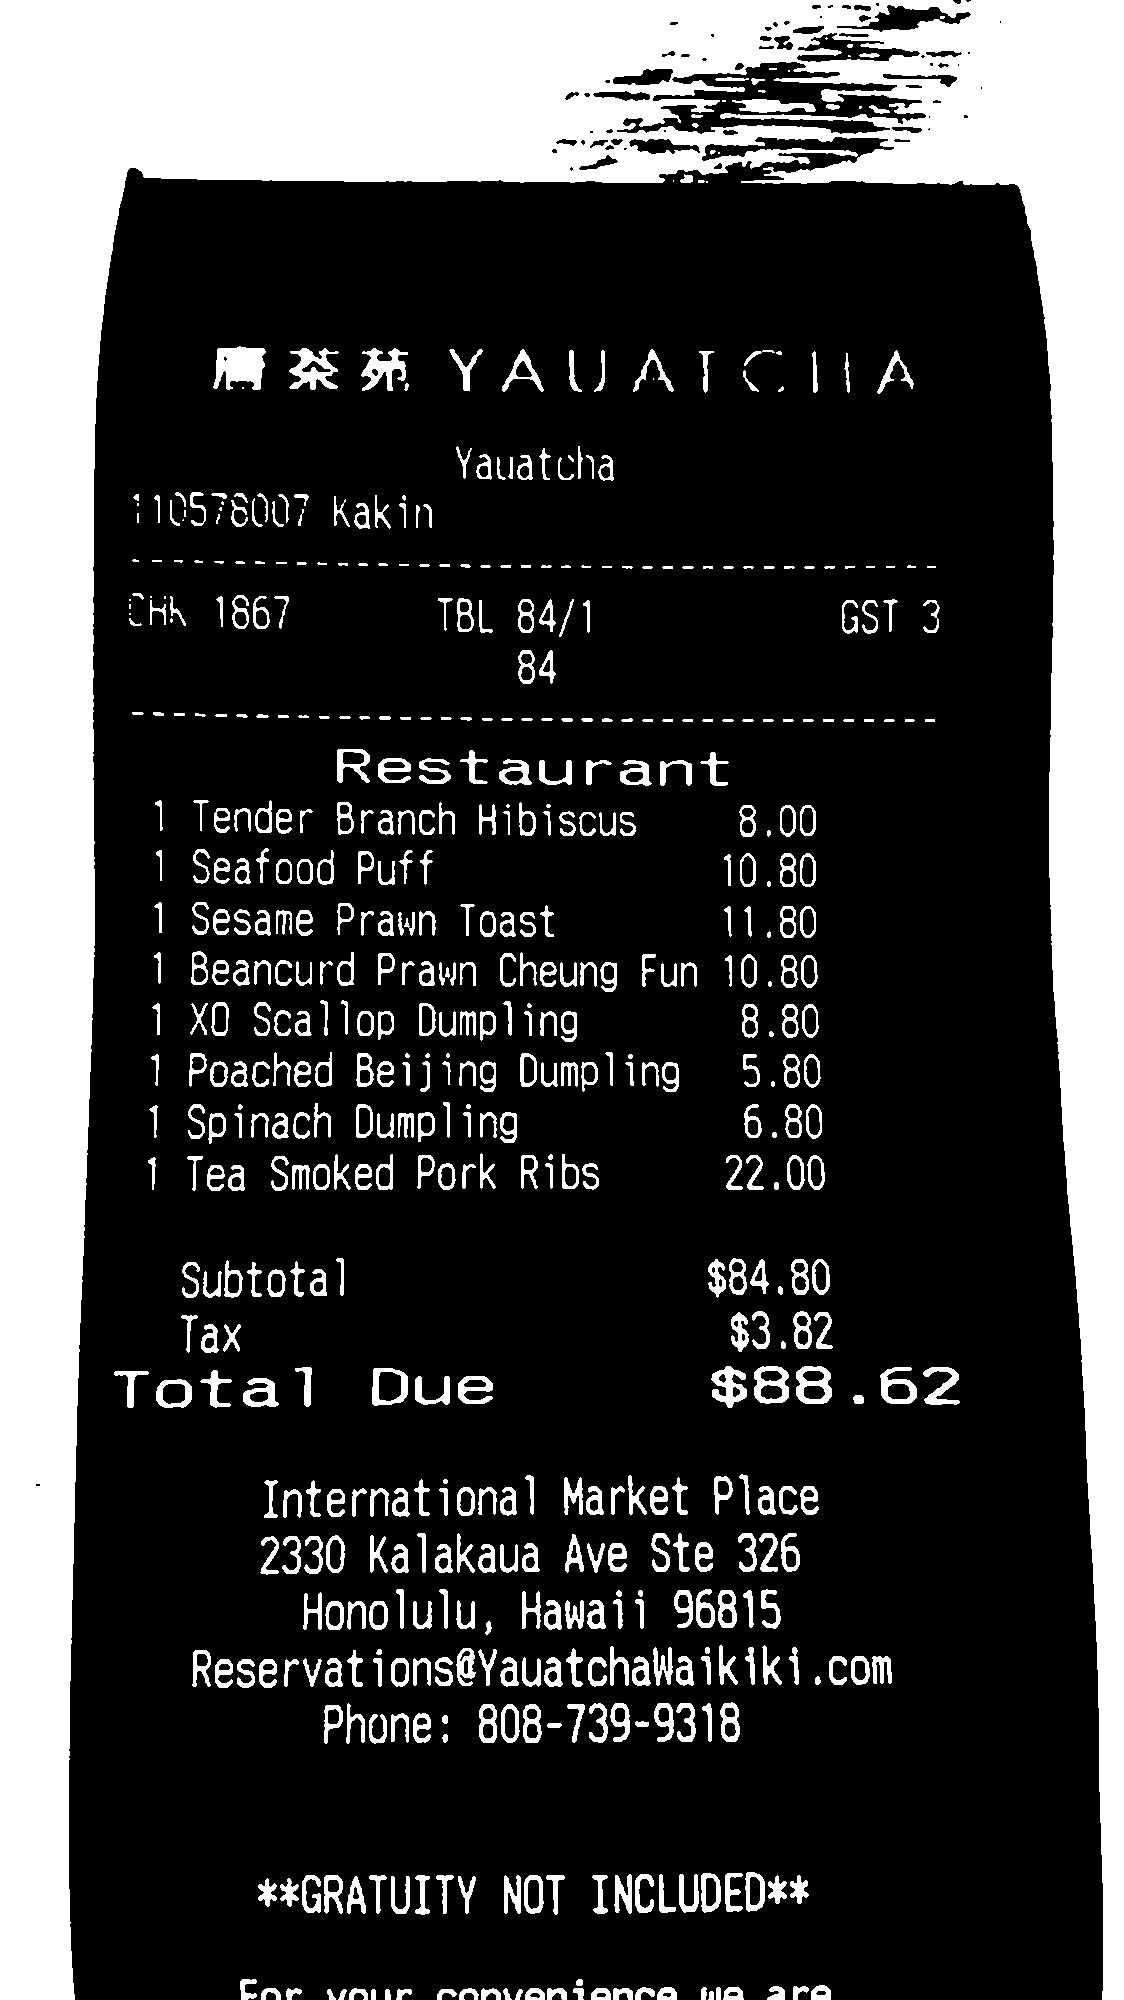 茶苑 YAUATCHA
Yauatcha
110578007 Kakin
CHK 1867 TBL 84/1 GST 3
84
Restaurant
1 Tender Branch Hibiscus 8.00
1 Seafood Puff 10.80
1 Sesame Prawn Toast 11.80
1 Beancurd Prawn Cheung Fun 10.80
1 XO Scallop Dumpling 8.80
1 Poached Beijing Dumpling 5.80
1 Spinach Dumpling 6.80
1 Tea Smoked Pork Ribs 22.00
Subtotal $84.80
Tax $3.82
Total Due $88.62
International Market Place
2330 Kalakaua Ave Ste 326
Honolulu, Hawaii 96815
Reservations@YauatchaWaikiki.com
Phone: 808-739-9318
**GRATUITY NOT INCLUDED**
For your convenience we are